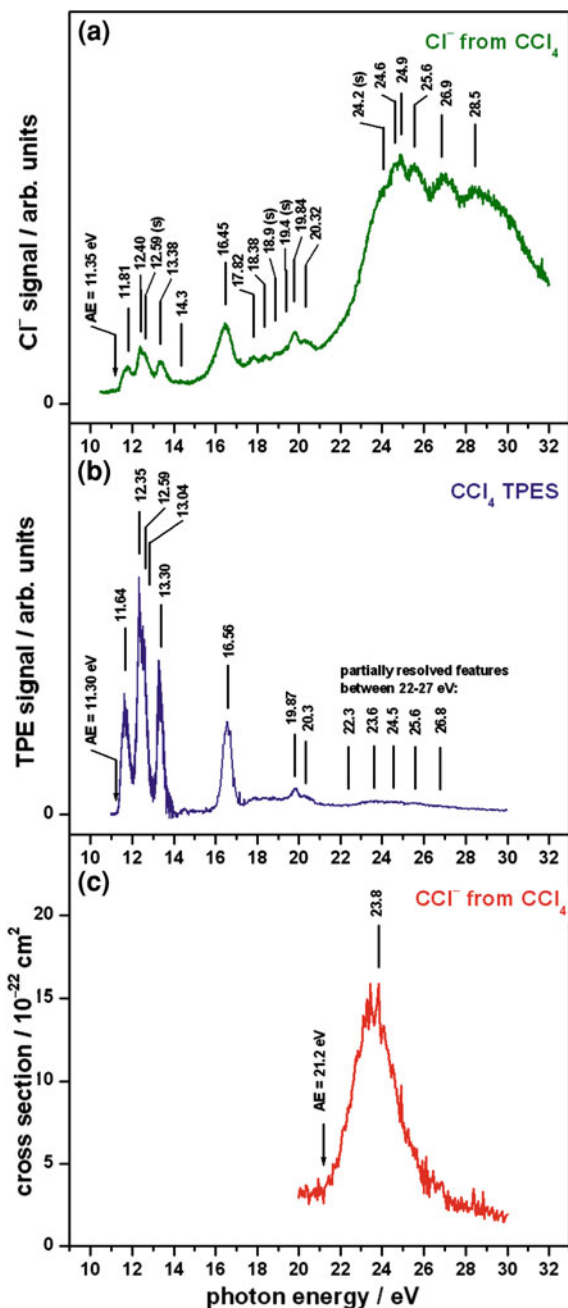 (a)
Cl⁻ from CCl₄
Cl⁻ signal / arb. units
0
AE = 11.35 eV
11.81
12.40
12.59 (s)
13.38
14.3
16.45
17.82
18.38
18.9 (s)
19.4 (s)
19.84
20.32
24.2 (s)
24.6
24.9
25.6
26.9
28.5
10 12 14 16 18 20 22 24 26 28 30 32
(b)
CCl₄ TPES
TPE signal / arb. units
0
AE = 11.30 eV
11.64
12.35
12.59
13.04
13.30
16.56
19.87
20.3
partially resolved features
between 22-27 eV:
22.3
23.6
24.5
25.6
26.8
10 12 14 16 18 20 22 24 26 28 30 32
(c)
CCl⁻ from CCl₄
cross section / 10⁻²² cm²
20
15
10
5
0
AE = 21.2 eV
23.8
10 12 14 16 18 20 22 24 26 28 30 32
photon energy / eV